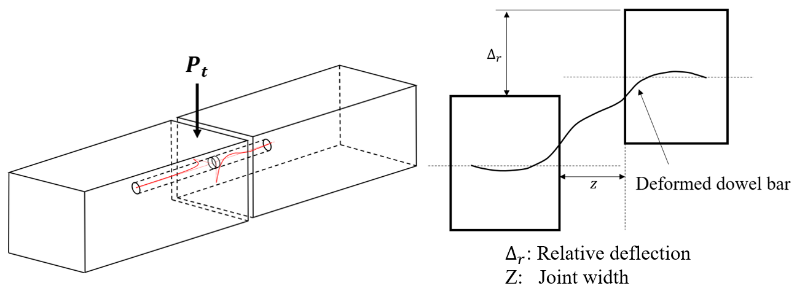 P_t
Δ_r
z
Deformed dowel bar
Δ_r: Relative deflection
Z: Joint width